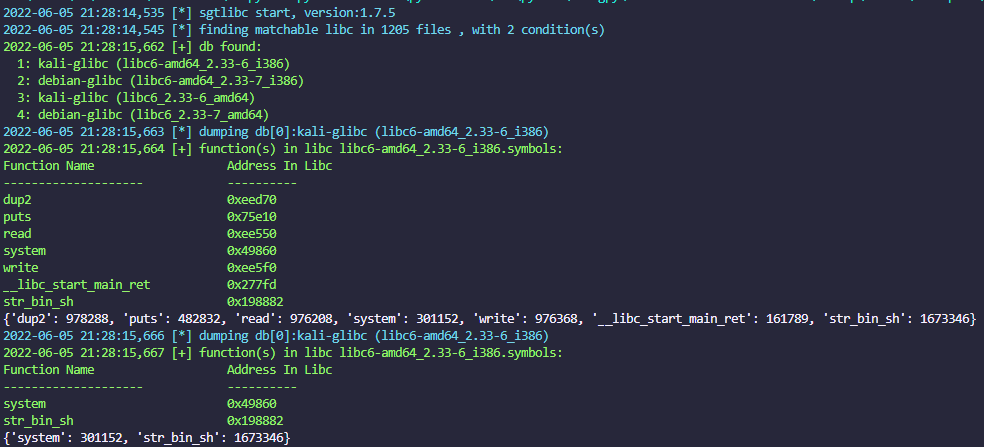 2022-06-05 21:28:14,535 [*] sgtlibc start, version:1.7.5
2022-06-05 21:28:14,545 [*] finding matchable libc in 1205 files , with 2 condition(s)
2022-06-05 21:28:15,662 [+] db found:
  1: kali-glibc (libc6-amd64_2.33-6_i386)
  2: debian-glibc (libc6-amd64_2.33-7_i386)
  3: kali-glibc (libc6_2.33-6_amd64)
  4: debian-glibc (libc6_2.33-7_amd64)
2022-06-05 21:28:15,663 [*] dumping db[0]:kali-glibc (libc6-amd64_2.33-6_i386)
2022-06-05 21:28:15,664 [+] function(s) in libc libc6-amd64_2.33-6_i386.symbols:
Function Name            Address In Libc
--------------------            ----------
dup2                            0xeed70
puts                            0x75e10
read                            0xee550
system                          0x49860
write                           0xee5f0
__libc_start_main_ret           0x277fd
str_bin_sh                      0x198882
{'dup2': 978288, 'puts': 482832, 'read': 976208, 'system': 301152, 'write': 976368, '__libc_start_main_ret': 161789, 'str_bin_sh': 1673346}
2022-06-05 21:28:15,666 [*] dumping db[0]:kali-glibc (libc6-amd64_2.33-6_i386)
2022-06-05 21:28:15,667 [+] function(s) in libc libc6-amd64_2.33-6_i386.symbols:
Function Name                   Address In Libc
--------------------            ----------
system                          0x49860
str_bin_sh                      0x198882
{'system': 301152, 'str_bin_sh': 1673346}